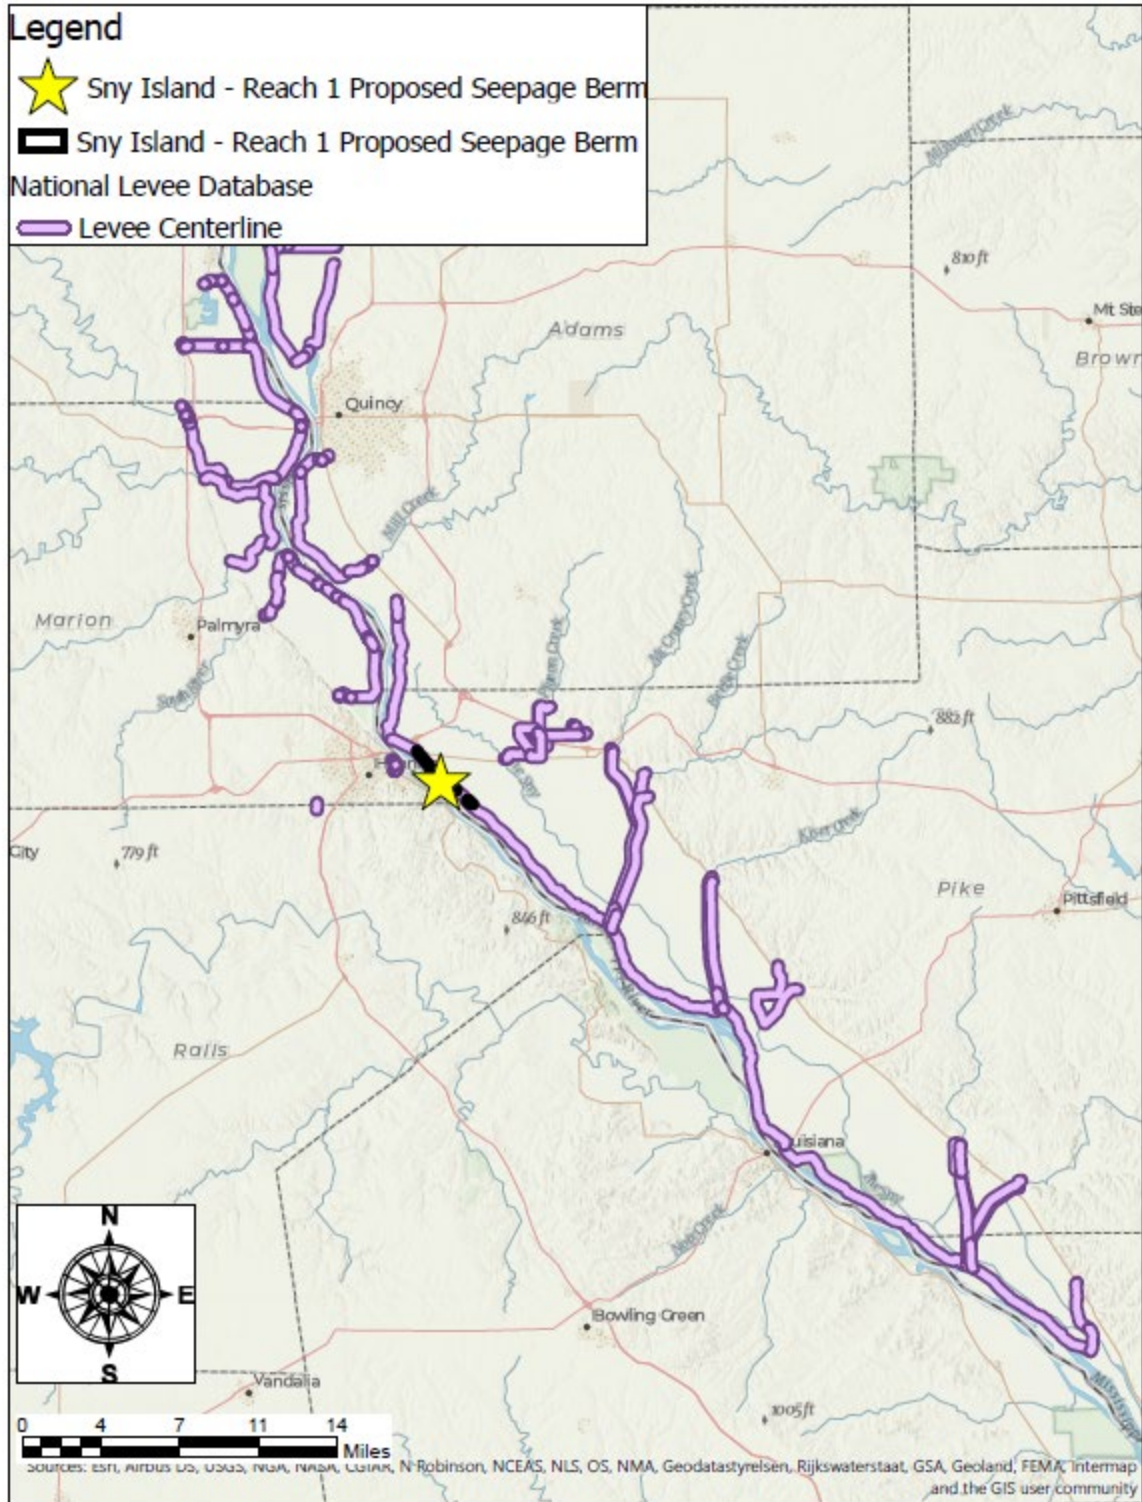 Legend
Sny Island - Reach 1 Proposed Seepage Berm
Sny Island - Reach 1 Proposed Seepage Berm
National Levee Database
Levee Centerline
810 ft
Mt Ste
Adams
Brown
Quincy
Mill Creek
Marion
Palmyra
882 ft
City
779 ft
Kiser Creek
Pike
Pittsfield
846 ft
River
Ralls
uisiana
N
W
E
S
Bowling Green
Vandalia
1005 ft
0 4 7 11 14
Miles
Sources: Esri, Airbus DS, USGS, NGA, NASA, CGIAR, N Robinson, NCEAS, NLS, OS, NMA, Geodatastyrelsen, Rijkswaterstaat, GSA, Geoland, FEMA, Intermap
and the GIS user community